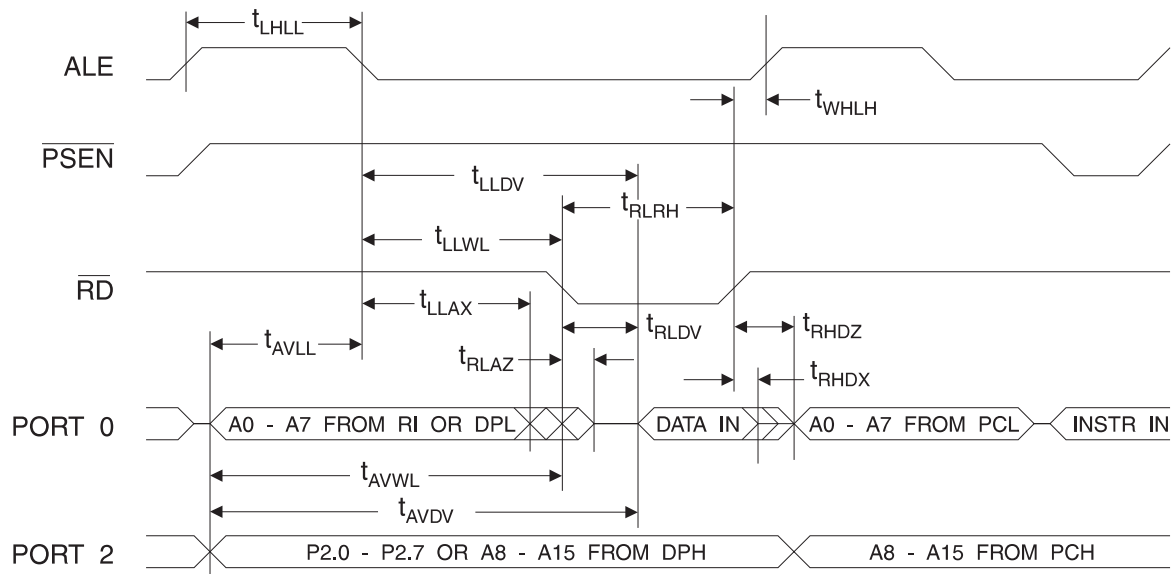 tLHLL
ALE
tWHLH
PSEN
tLLDV
tRLRH
tLLWL
RD
tLLAX
tRLDV
tRHDZ
tAVLL
tRLAZ
tRHDX
PORT 0
A0 - A7 FROM RI OR DPL
DATA IN
A0 - A7 FROM PCL
INSTR IN
tAVWL
tAVDV
PORT 2
P2.0 - P2.7 OR A8 - A15 FROM DPH
A8 - A15 FROM PCH